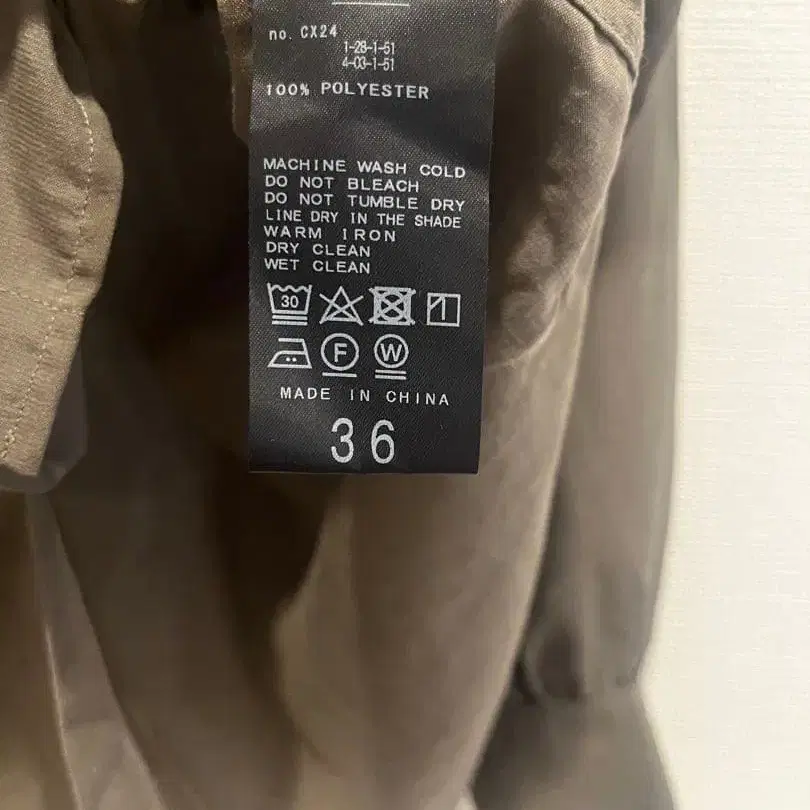 no. CX24
1-28-1-51
4-03-1-51
100% POLYESTER
MACHINE WASH COLD
DO NOT BLEACH
DO NOT TUMBLE DRY
LINE DRY IN THE SHADE
WARM IRON
DRY CLEAN
WET CLEAN
30
F W
MADE IN CHINA
36